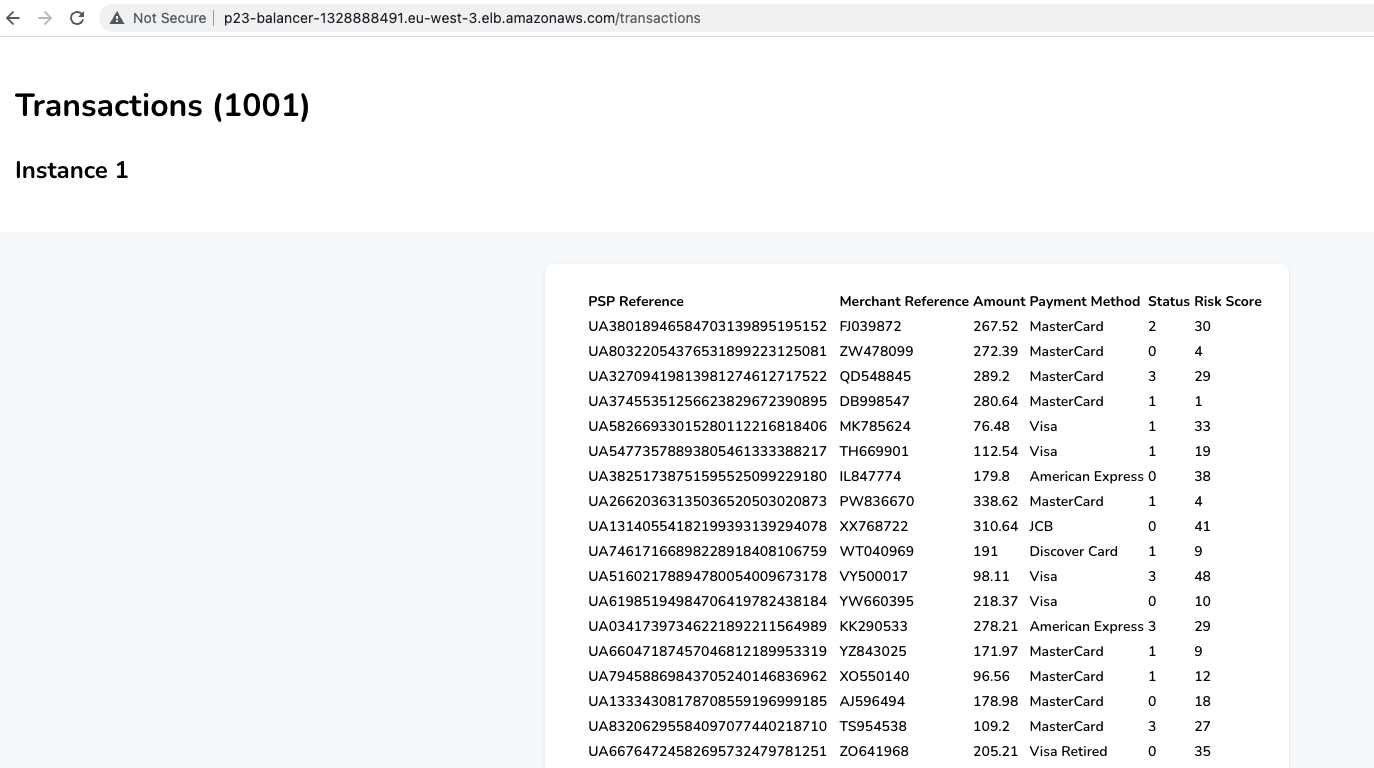 Not Secure | p23-balancer-1328888491.eu-west-3.elb.amazonaws.com/transactions
Transactions (1001)
Instance 1
PSP Reference Merchant Reference Amount Payment Method Status Risk Score
UA38018946584703139895195152 FJ039872 267.52 MasterCard 2 30
UA80322054376531899223125081 ZW478099 272.39 MasterCard 0 4
UA32709419813981274612717522 QD548845 289.2 MasterCard 3 29
UA37455351256623829672390895 DB998547 280.64 MasterCard 1 1
UA58266933015280112216818406 MK785624 76.48 Visa 1 33
UA54773578893805461333388217 TH669901 112.54 Visa 1 19
UA38251738751595525099229180 IL847774 179.8 American Express 0 38
UA26620363135036520503020873 PW836670 338.62 MasterCard 1 4
UA13140554182199393139294078 XX768722 310.64 JCB 0 41
UA74617166898228918408106759 WT040969 191 Discover Card 1 9
UA51602178894780054009673178 VY500017 98.11 Visa 3 48
UA61985194984706419782438184 YW660395 218.37 Visa 0 10
UA03417397346221892211564989 KK290533 278.21 American Express 3 29
UA66047187457046812189953319 YZ843025 171.97 MasterCard 1 9
UA79458869843705240146836962 XO550140 96.56 MasterCard 1 12
UA13334308178708559196999185 AJ596494 178.98 MasterCard 0 18
UA83206295584097077440218710 TS954538 109.2 MasterCard 3 27
UA66764724582695732479781251 ZO641968 205.21 Visa Retired 0 35